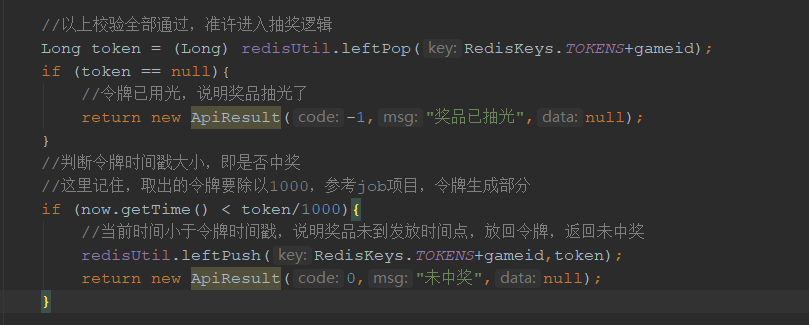 //以上校验全部通过，准许进入抽奖逻辑
Long token = (Long) redisUtil.leftPop( key: RedisKeys.TOKENS+gameid);
if (token == null){
//令牌已用光，说明奖品抽光了
return new ApiResult( code: -1, msg: "奖品已抽光", data: null);
}
//判断令牌时间戳大小，即是否中奖
//这里记住，取出的令牌要除以1000，参考job项目，令牌生成部分
if (now.getTime() < token/1000){
//当前时间小于令牌时间戳，说明奖品未到发放时间点，放回令牌，返回未中奖
redisUtil.leftPush( key: RedisKeys.TOKENS+gameid,token);
return new ApiResult( code: 0, msg: "未中奖", data: null);
}